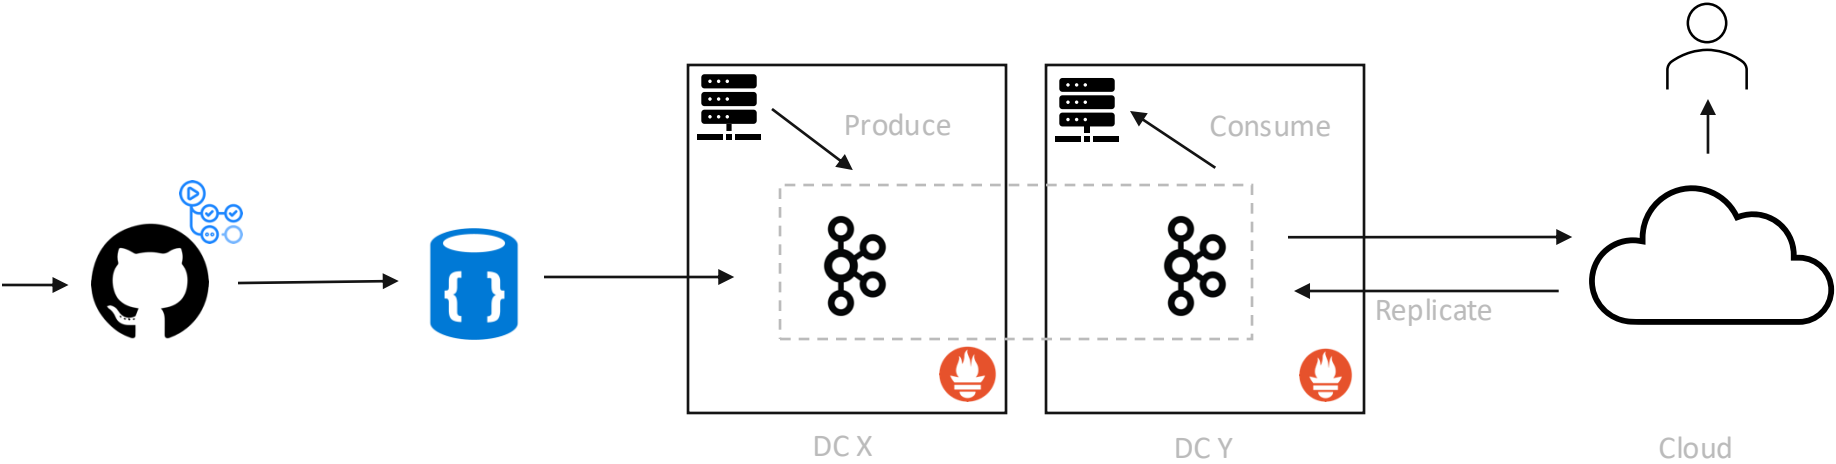 Produce
Consume
Replicate
DC X
DC Y
Cloud